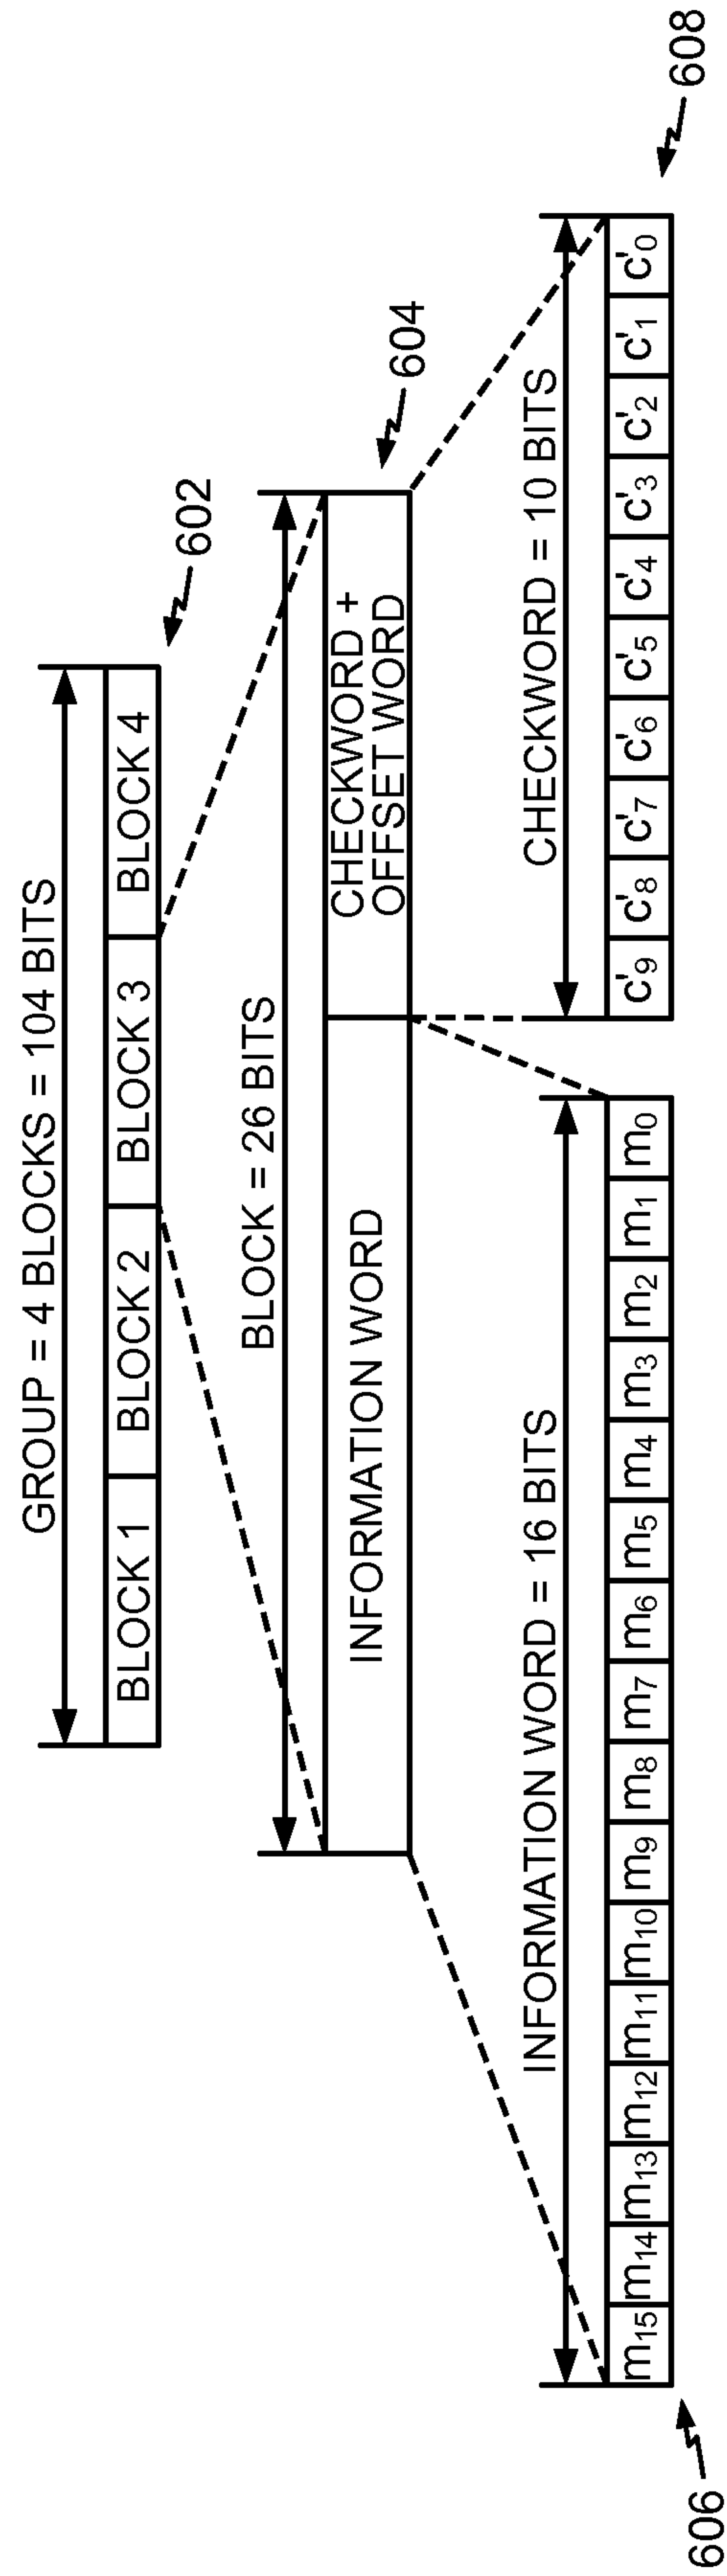 GROUP = 4 BLOCKS = 104 BITS
BLOCK 1 BLOCK 2 BLOCK 3 BLOCK 4
602
BLOCK = 26 BITS
INFORMATION WORD
CHECKWORD +
OFFSET WORD
604
INFORMATION WORD = 16 BITS
CHECKWORD = 10 BITS
m15 m14 m13 m12 m11 m10 m9 m8 m7 m6 m5 m4 m3 m2 m1 m0
c'9 c'8 c'7 c'6 c'5 c'4 c'3 c'2 c'1 c'0
606
608